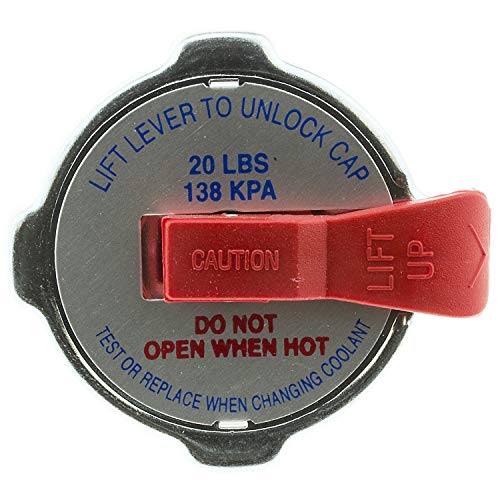 LIFT LEVER TO UNLOCK CAP
20 LBS
138 KPA
CAUTION
LIFT
UP
DO NOT
OPEN WHEN HOT
TEST OR REPLACE WHEN CHANGING COOLANT